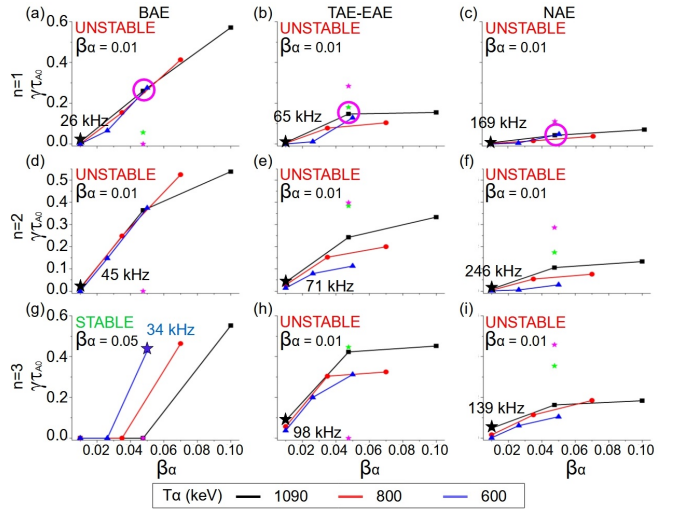 (a) BAE (b) TAE-EAE (c) NAE
n=1 γτA0
0.6 0.4 0.2 0.0
UNSTABLE βα = 0.01 26 kHz
UNSTABLE βα = 0.01 65 kHz
UNSTABLE βα = 0.01 169 kHz
(d) (e) (f)
n=2 γτA0
0.5 0.4 0.3 0.2 0.1 0.0
UNSTABLE βα = 0.01 45 kHz
UNSTABLE βα = 0.01 71 kHz
UNSTABLE βα = 0.01 246 kHz
(g) (h) (i)
n=3 γτA0
0.6 0.4 0.2 0.0
STABLE βα = 0.05 34 kHz
UNSTABLE βα = 0.01 98 kHz
UNSTABLE βα = 0.01 139 kHz
0.02 0.04 0.06 0.08 0.10 0.02 0.04 0.06 0.08 0.10 0.02 0.04 0.06 0.08 0.10
βα βα βα
Tα (keV) 1090 800 600